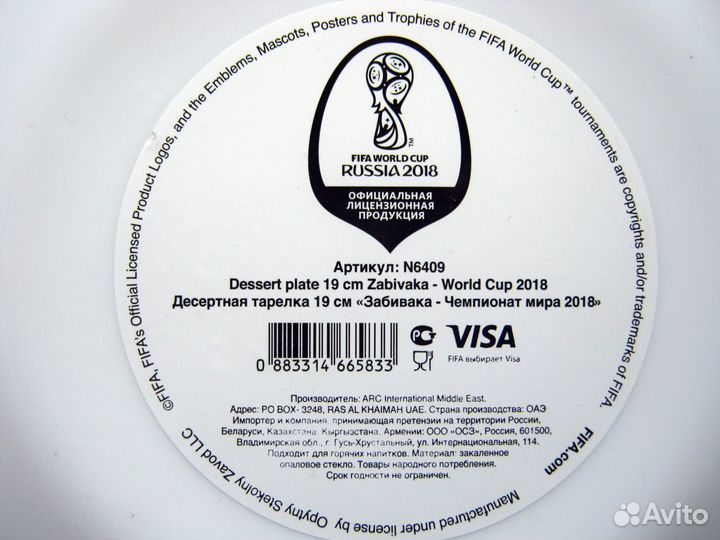 ©FIFA, FIFA's Official Licensed Product Logos, and the Emblems, Mascots, Posters and Trophies of the FIFA World Cup™ tournaments are copyrights and/or trademarks of FIFA.
FIFA WORLD CUP™
RUSSIA 2018
ОФИЦИАЛЬНАЯ
ЛИЦЕНЗИОННАЯ
ПРОДУКЦИЯ
Артикул: N6409
Dessert plate 19 cm Zabivaka - World Cup 2018
Десертная тарелка 19 см «Забивака - Чемпионат мира 2018»
0 883314 665833
РСТ
VISA
FIFA выбирает Visa
Производитель: ARC International Middle East.
Адрес: PO BOX- 3248, RAS AL KHAIMAH UAE. Страна производства: ОАЭ
Импортер и компания, принимающая претензии на территории России,
Беларуси, Казахстана, Кыргызстана, Армении: ООО «ОСЗ», Россия, 601500,
Владимирская обл., г. Гусь-Хрустальный, ул. Интернациональная, 114.
Подходит для горячих напитков. Материал: закаленное
опаловое стекло. Товары народного потребления.
Срок годности не ограничен.
Manufactured under license by Opytny Stekolny Zavod LLC
FIFA.com
Avito